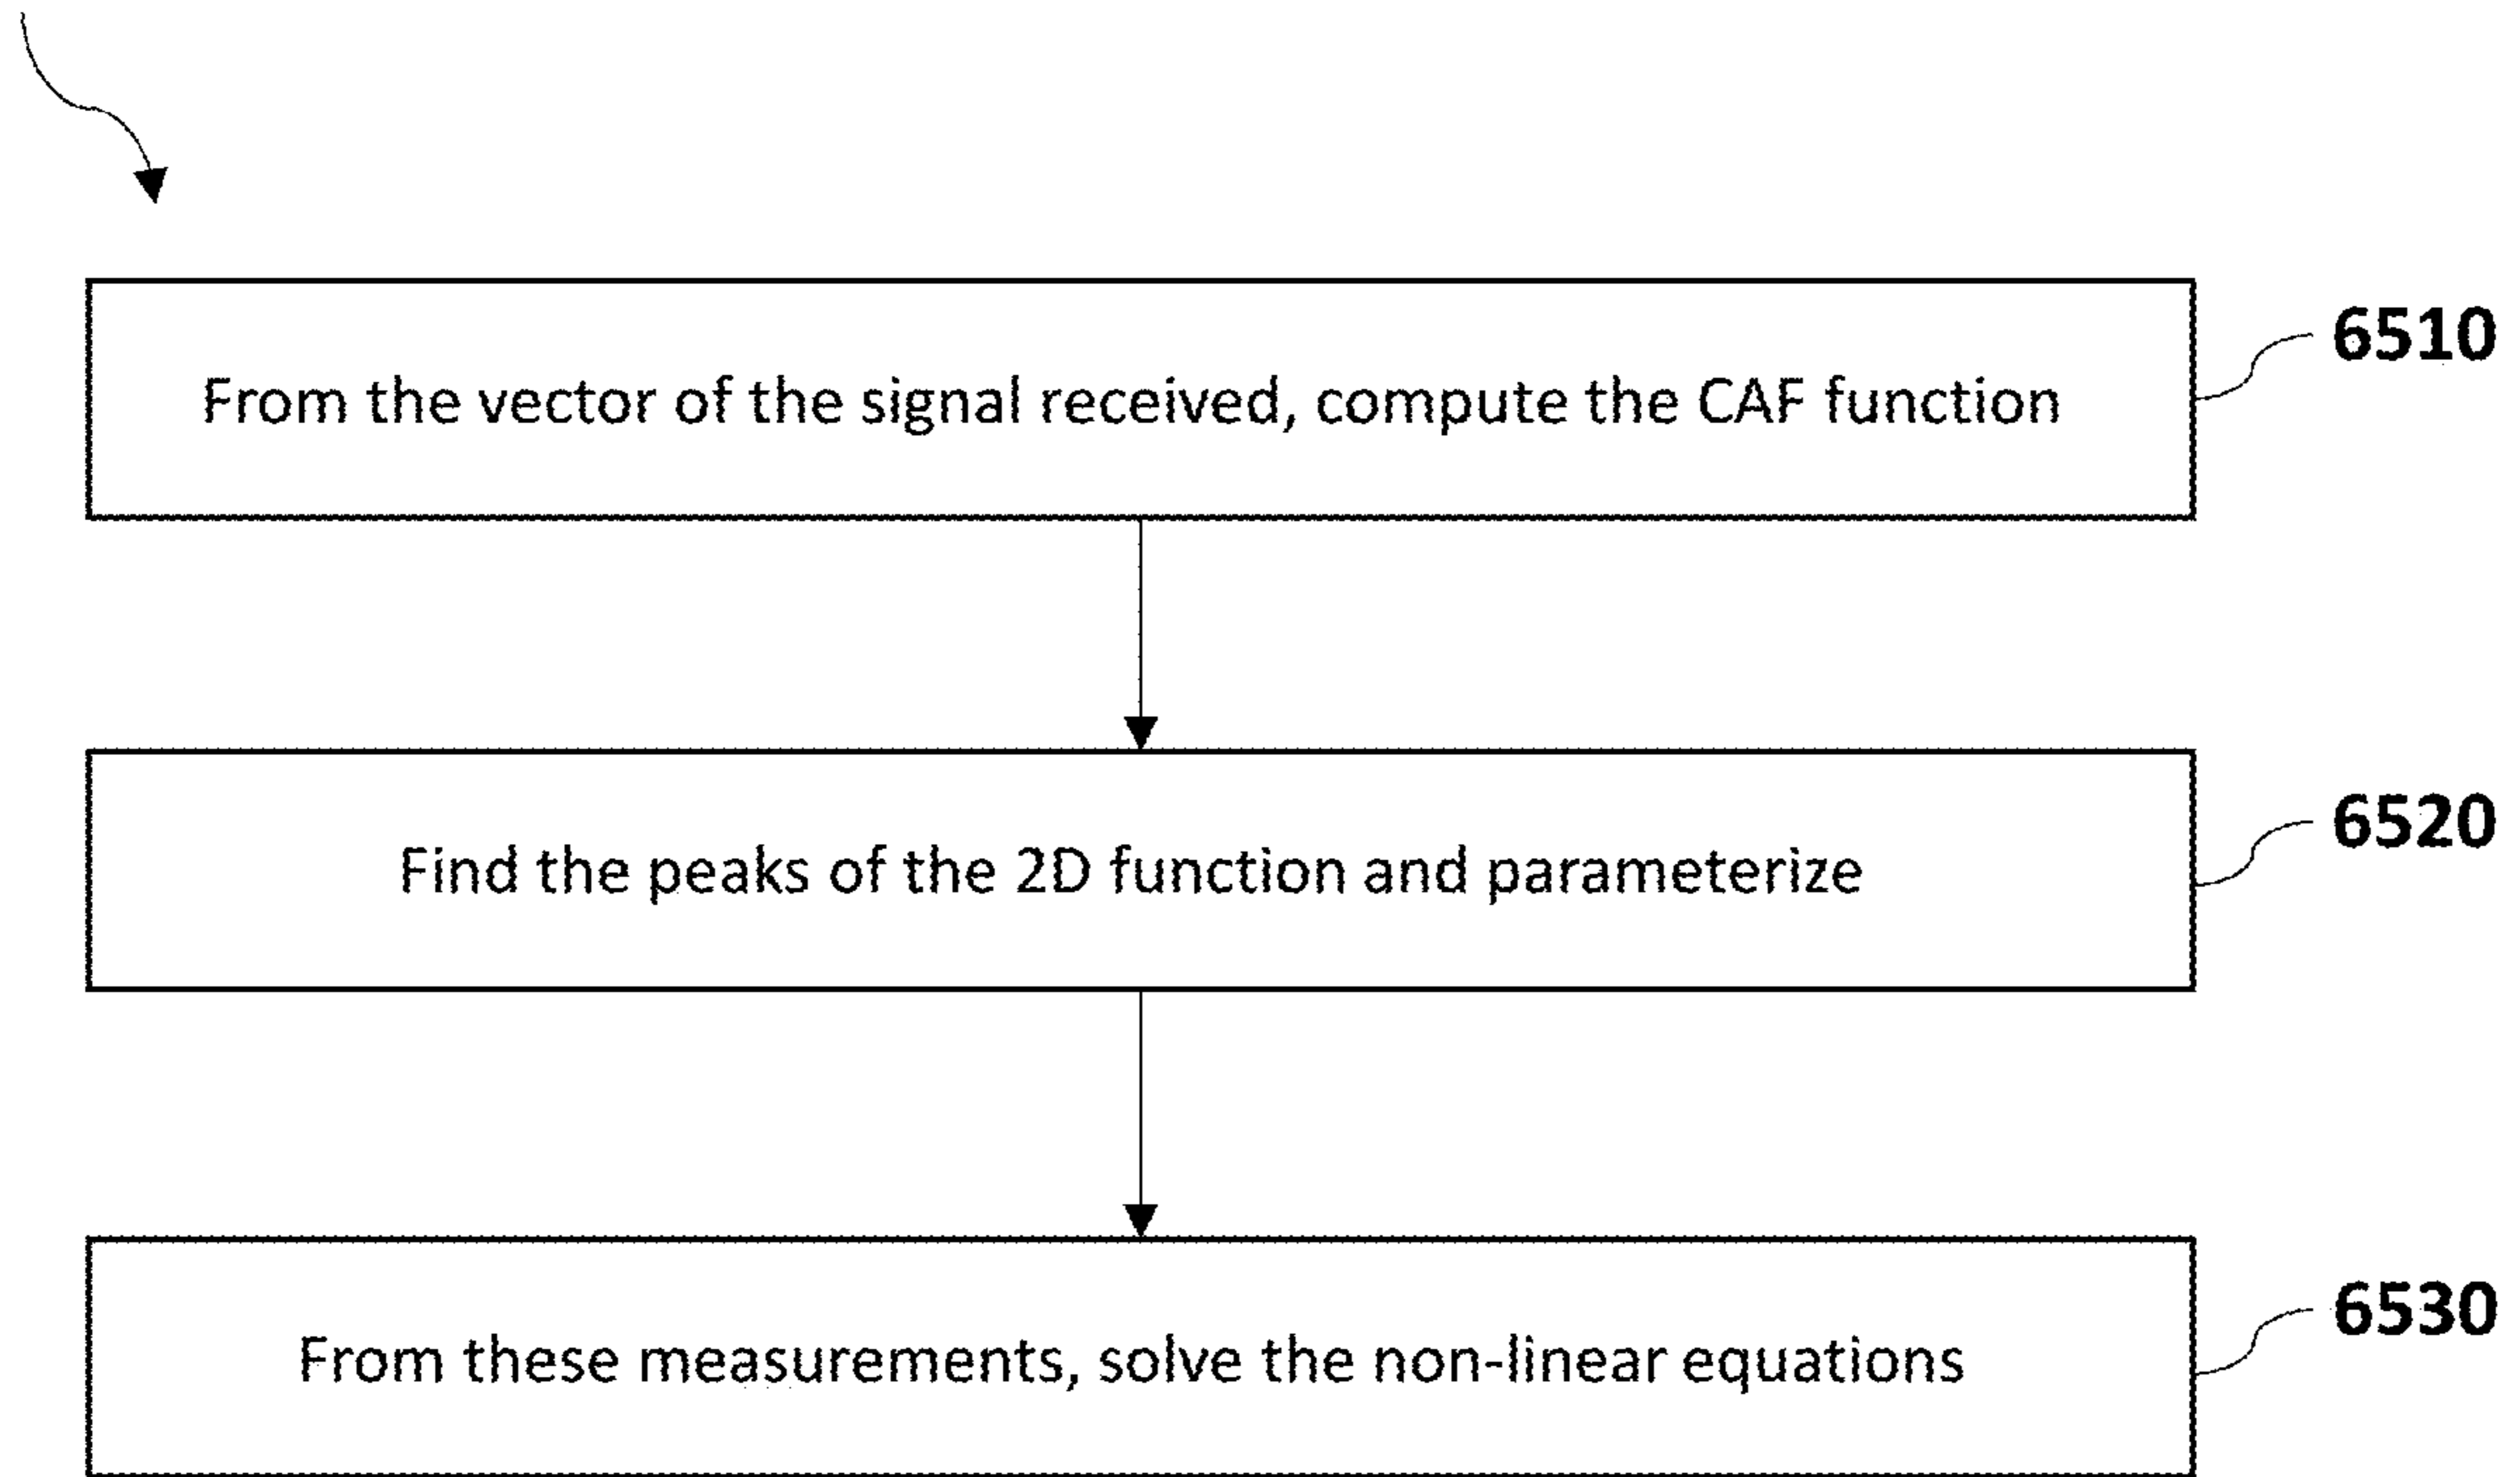 From the vector of the signal received, compute the CAF function
6510
Find the peaks of the 2D function and parameterize
6520
From these measurements, solve the non-linear equations
6530